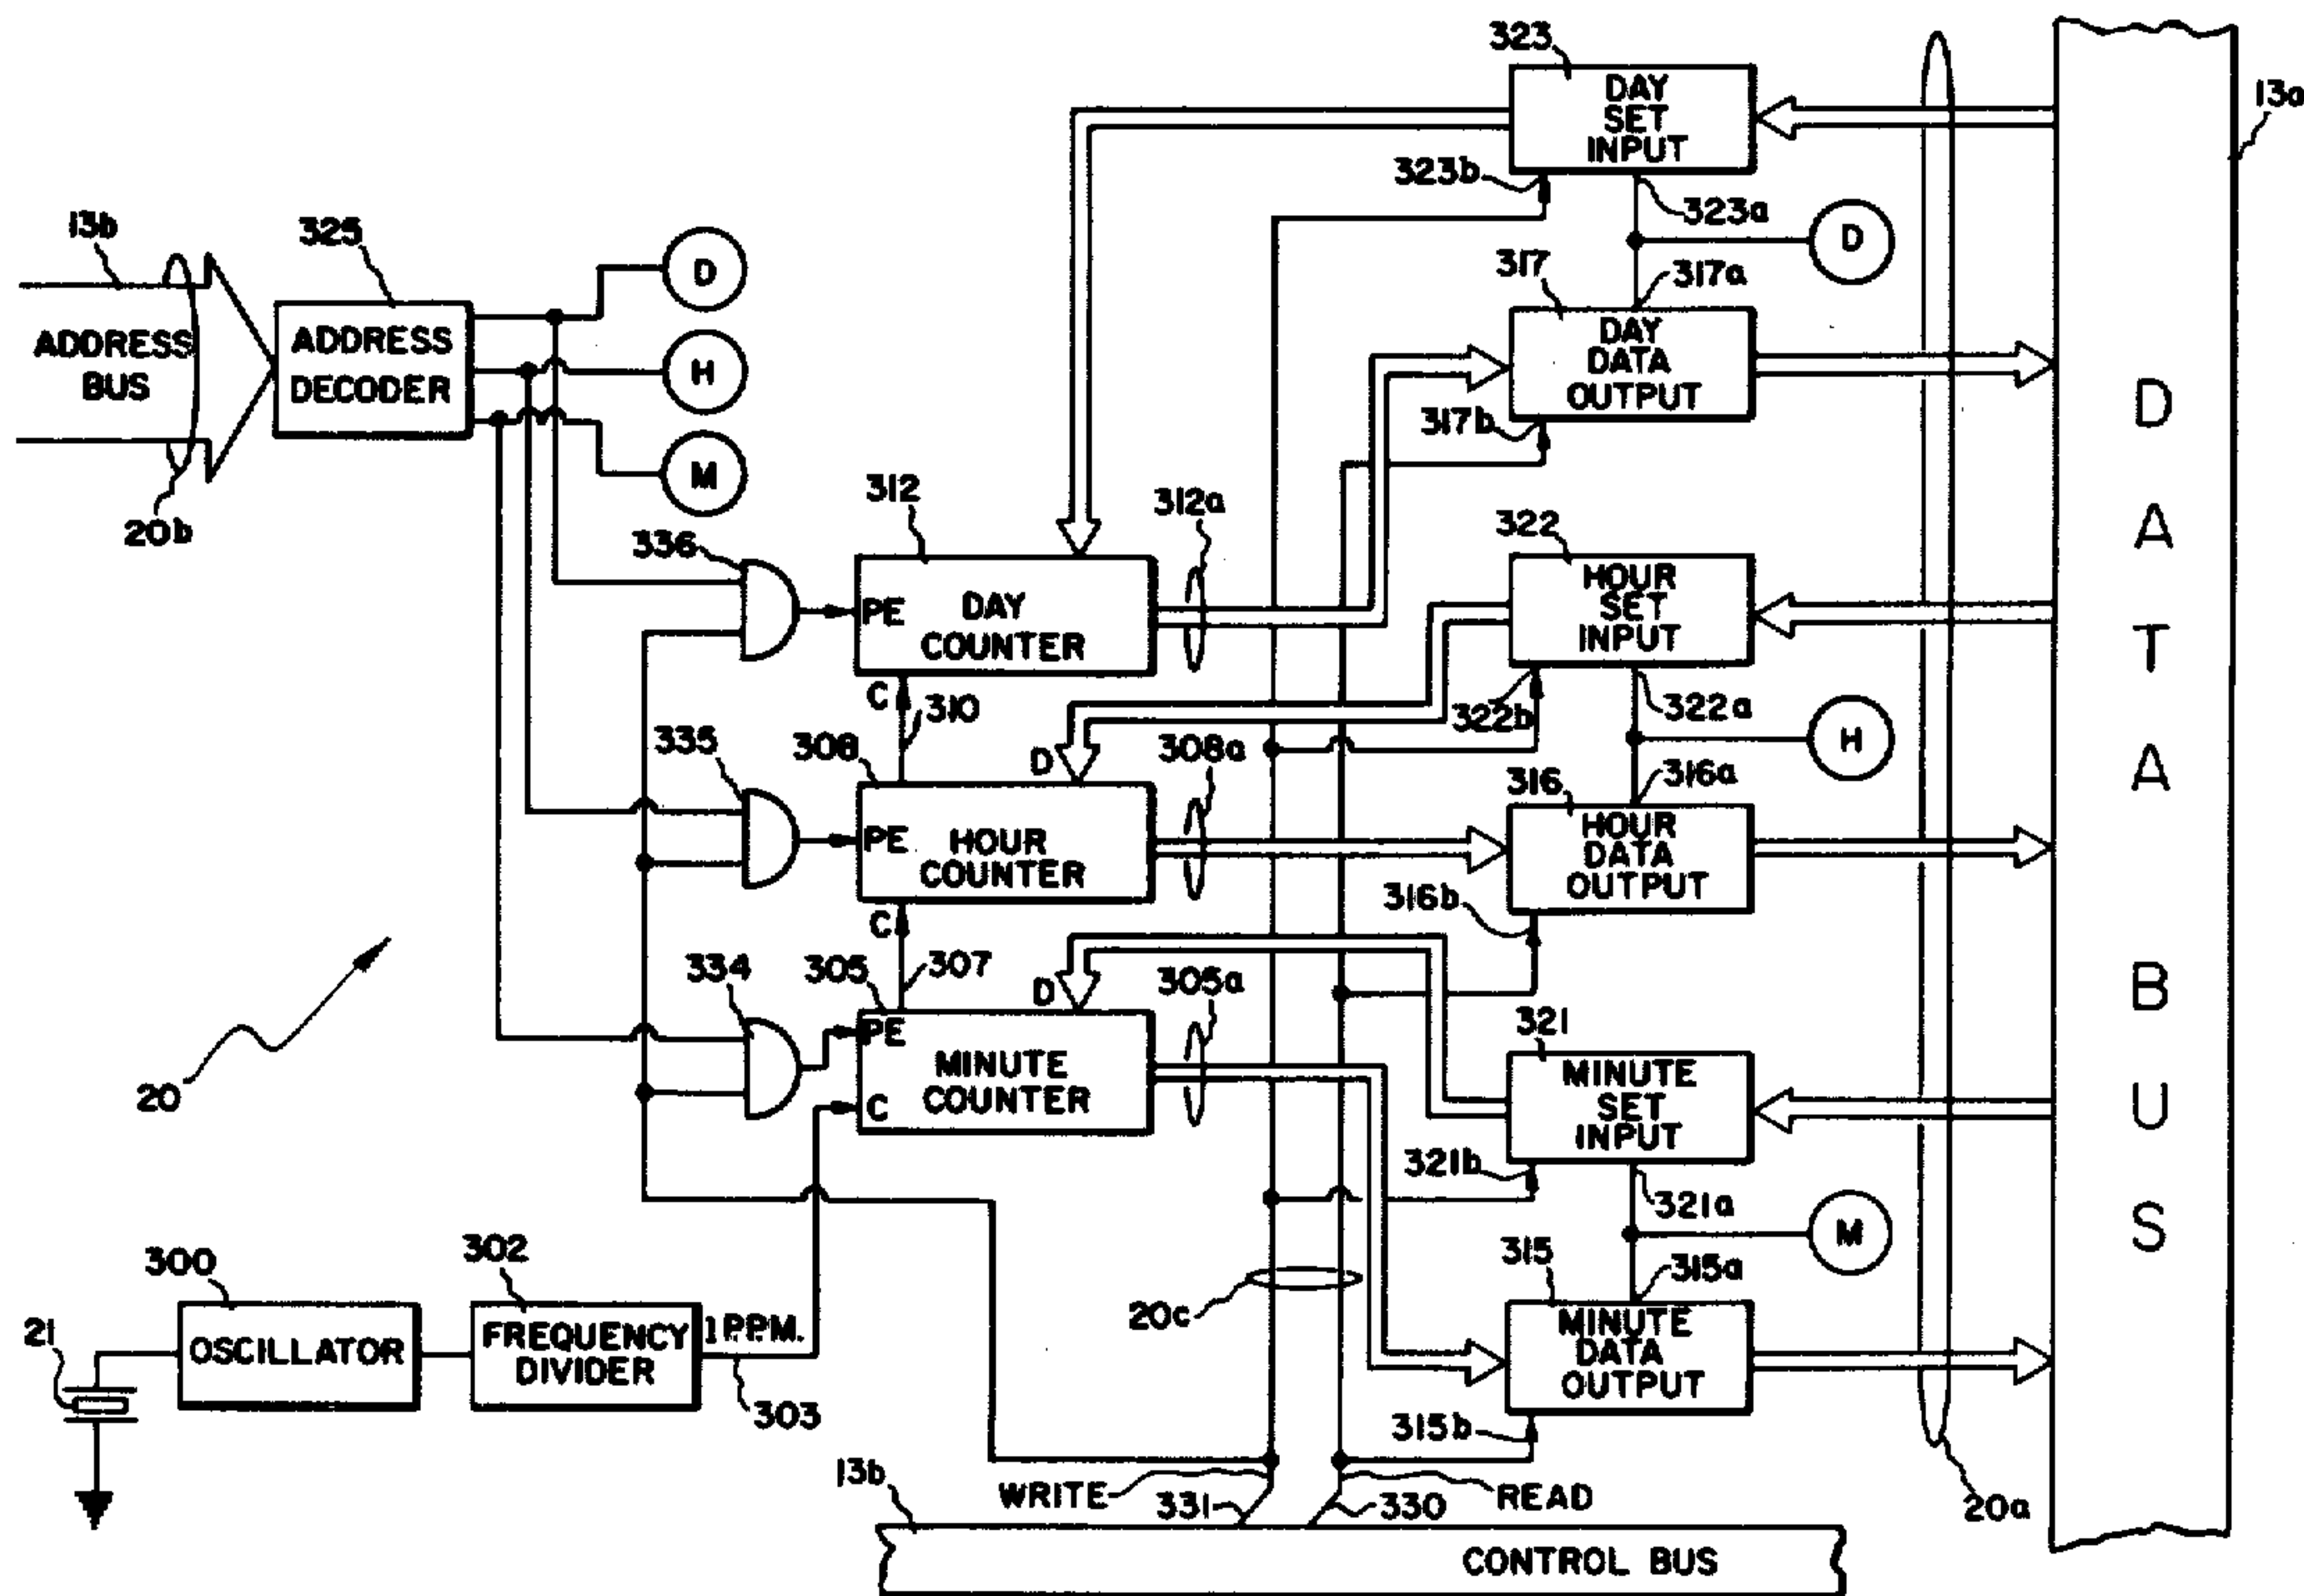 323
DAY
SET
INPUT
13a
323b
323a
13b
325
D
D
317
317a
ADDRESS
BUS
ADDRESS
DECODER
H
DAY
DATA
OUTPUT
317b
M
20b
312
312a
322
336
HOUR
SET
INPUT
PE
DAY
COUNTER
C
310
322b
322a
335
308
D
308a
H
316
316a
PE
HOUR
COUNTER
HOUR
DATA
OUTPUT
316b
C
334
305
307
D
305a
321
PE
MINUTE
COUNTER
C
MINUTE
SET
INPUT
20
321b
321a
M
300
302
315
315a
21
OSCILLATOR
FREQUENCY
DIVIDER
1 P.P.M.
303
20c
MINUTE
DATA
OUTPUT
315b
13b
WRITE
331
330
READ
20a
CONTROL BUS
DATA BUS